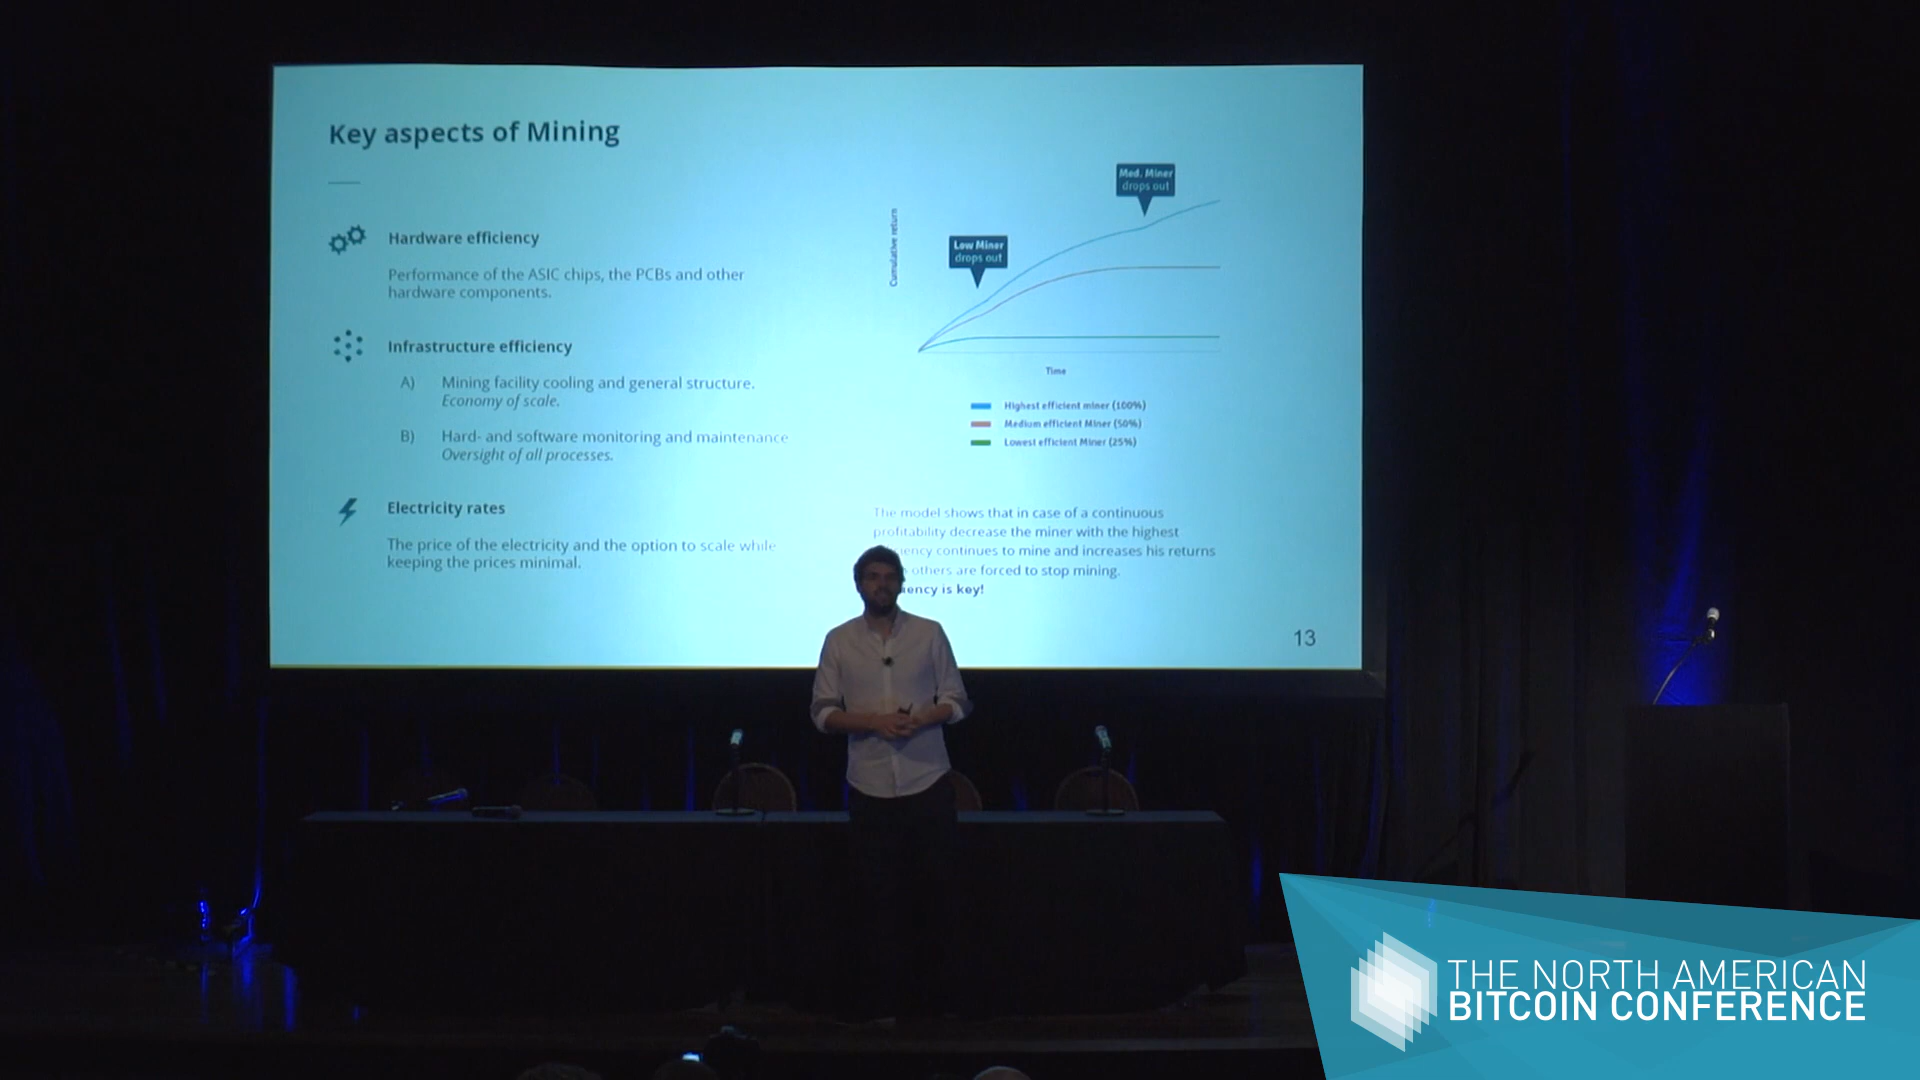 Key aspects of Mining
Hardware efficiency
Performance of the ASIC chips, the PCBs and other
hardware components.
Infrastructure efficiency
A) Mining facility cooling and general structure.
Economy of scale.
B) Hard- and software monitoring and maintenance
Oversight of all processes.
Electricity rates
The price of the electricity and the option to scale while
keeping the prices minimal.
Med. Miner
drops out
Low Miner
drops out
Cumulative return
Time
Highest efficient miner (100%)
Medium efficient Miner (50%)
Lowest efficient Miner (25%)
The model shows that in case of a continuous
profitability decrease the miner with the highest
continues to mine and increases his returns
others are forced to stop mining.
is key!
13
THE NORTH AMERICAN
BITCOIN CONFERENCE